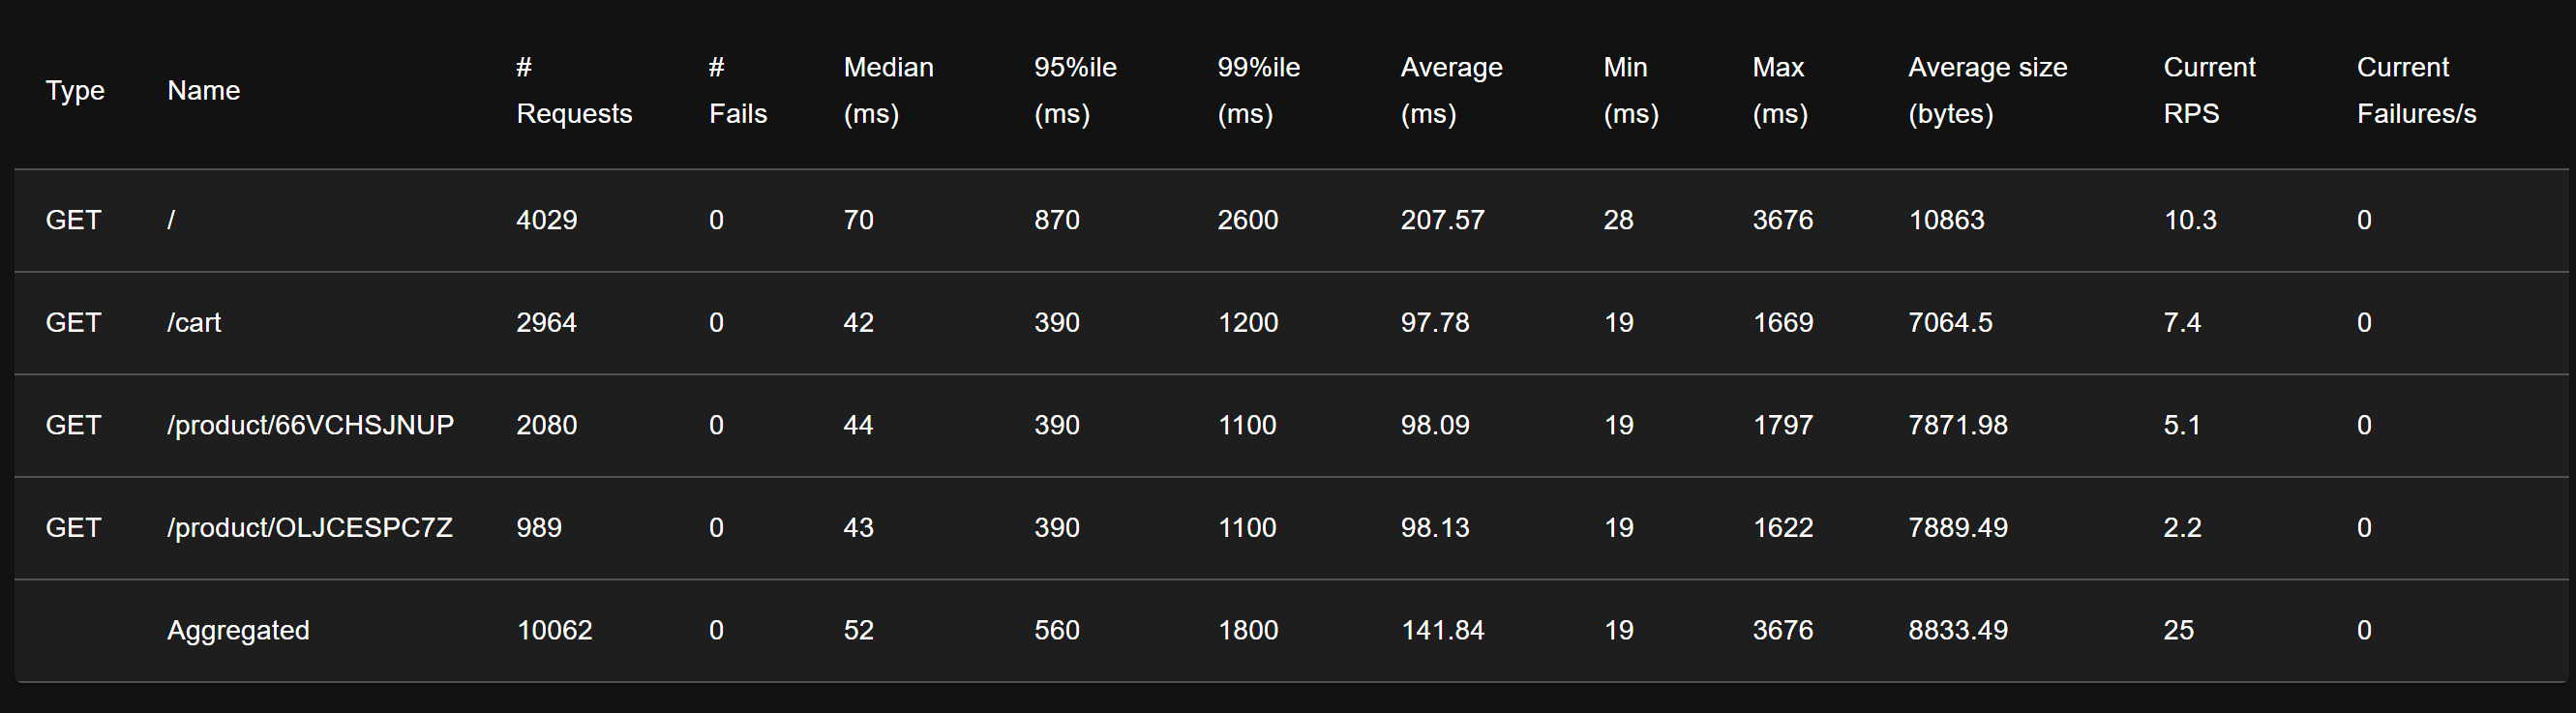 Type Name # Requests # Fails Median (ms) 95%ile (ms) 99%ile (ms) Average (ms) Min (ms) Max (ms) Average size (bytes) Current RPS Current Failures/s
GET / 4029 0 70 870 2600 207.57 28 3676 10863 10.3 0
GET /cart 2964 0 42 390 1200 97.78 19 1669 7064.5 7.4 0
GET /product/66VCHSJNUP 2080 0 44 390 1100 98.09 19 1797 7871.98 5.1 0
GET /product/OLJCESPC7Z 989 0 43 390 1100 98.13 19 1622 7889.49 2.2 0
Aggregated 10062 0 52 560 1800 141.84 19 3676 8833.49 25 0